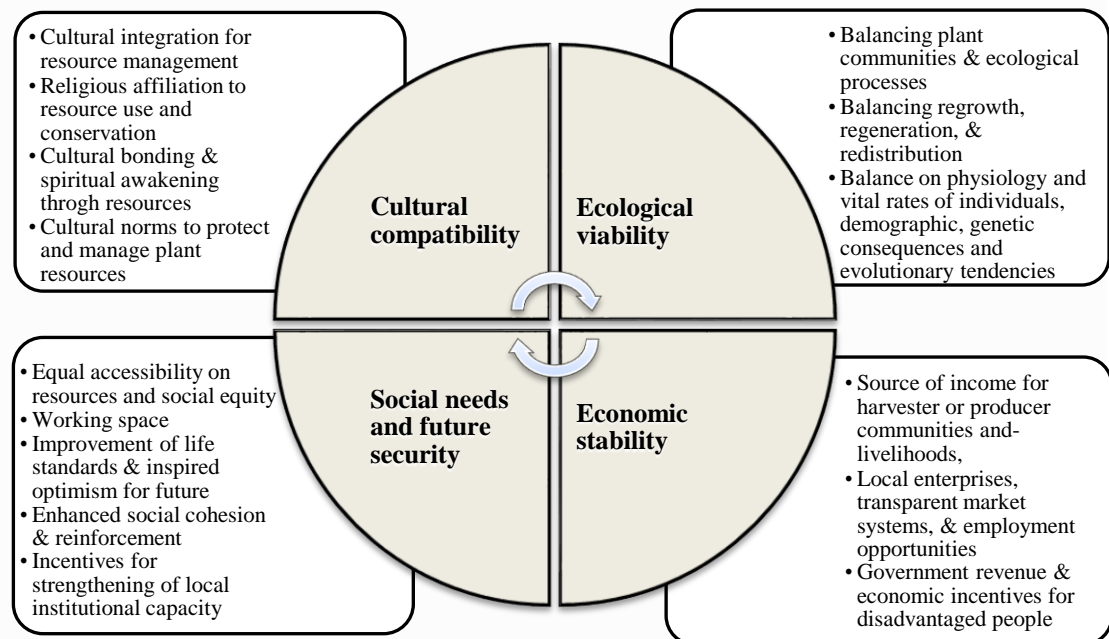 • Cultural integration for
resource management
• Religious affiliation to
resource use and
conservation
• Cultural bonding &
spiritual awakening
throgh resources
• Cultural norms to protect
and manage plant
resources
• Balancing plant
communities & ecological
processes
• Balancing regrowth,
regeneration, &
redistribution
• Balance on physiology and
vital rates of individuals,
demographic, genetic
consequences and
evolutionary tendencies
Cultural
compatibility
Ecological
viability
Social needs
and future
security
Economic
stability
• Equal accessibility on
resources and social equity
• Working space
• Improvement of life
standards & inspired
optimism for future
• Enhanced social cohesion
& reinforcement
• Incentives for
strengthening of local
institutional capacity
• Source of income for
harvester or producer
communities and-
livelihoods,
• Local enterprises,
transparent market
systems, & employment
opportunities
• Government revenue &
economic incentives for
disadvantaged people